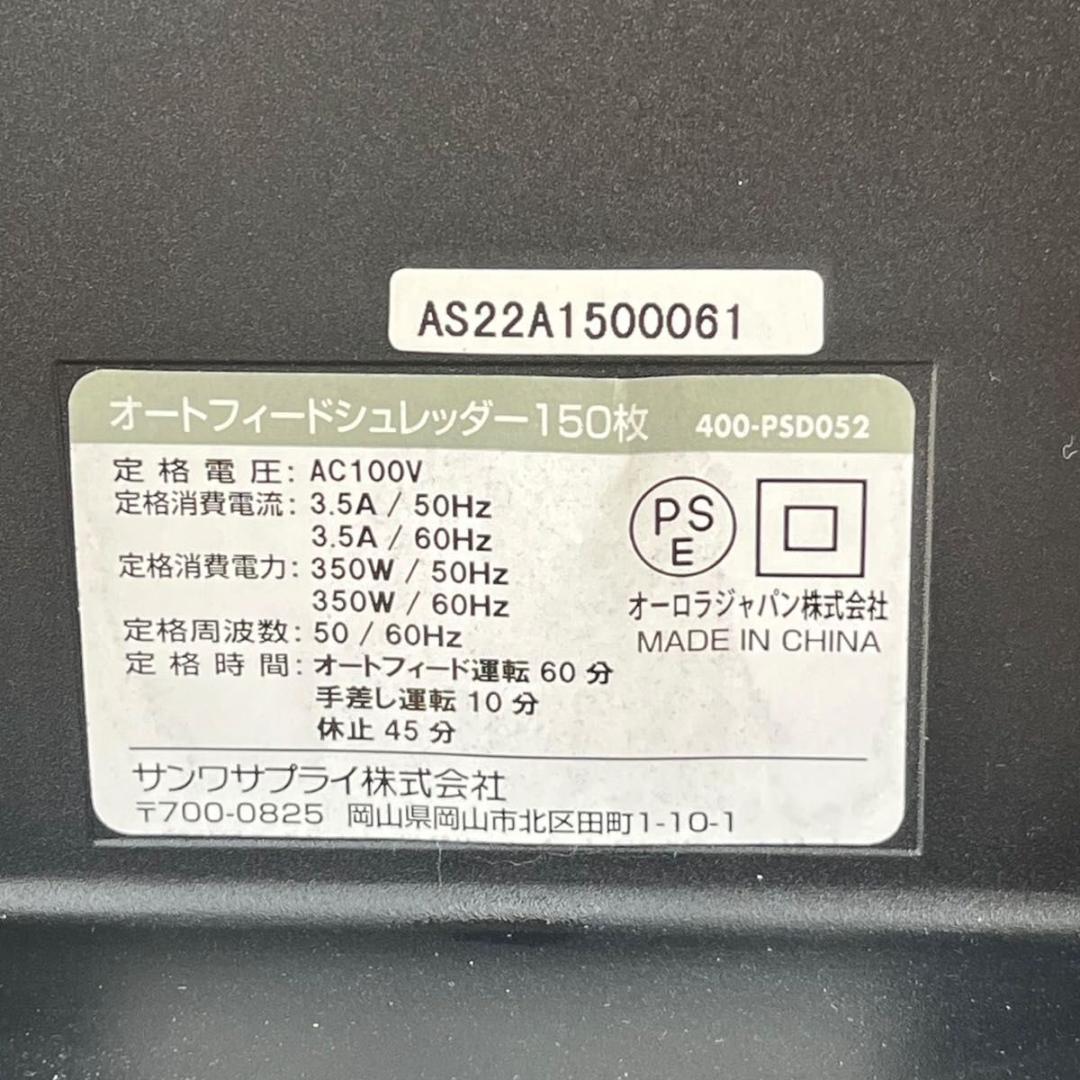 AS22A1500061
オートフィードシュレッダー150枚 400-PSD052
定格電圧: AC100V
定格消費電流: 3.5A / 50Hz
3.5A / 60Hz
定格消費電力: 350W / 50Hz
350W / 60Hz
定格周波数: 50 / 60Hz
定格時間: オートフィード運転 60 分
手差し運転 10 分
休止 45 分
PSE
オーロラジャパン株式会社
MADE IN CHINA
サンワサプライ株式会社
〒700-0825 岡山県岡山市北区田町1-10-1